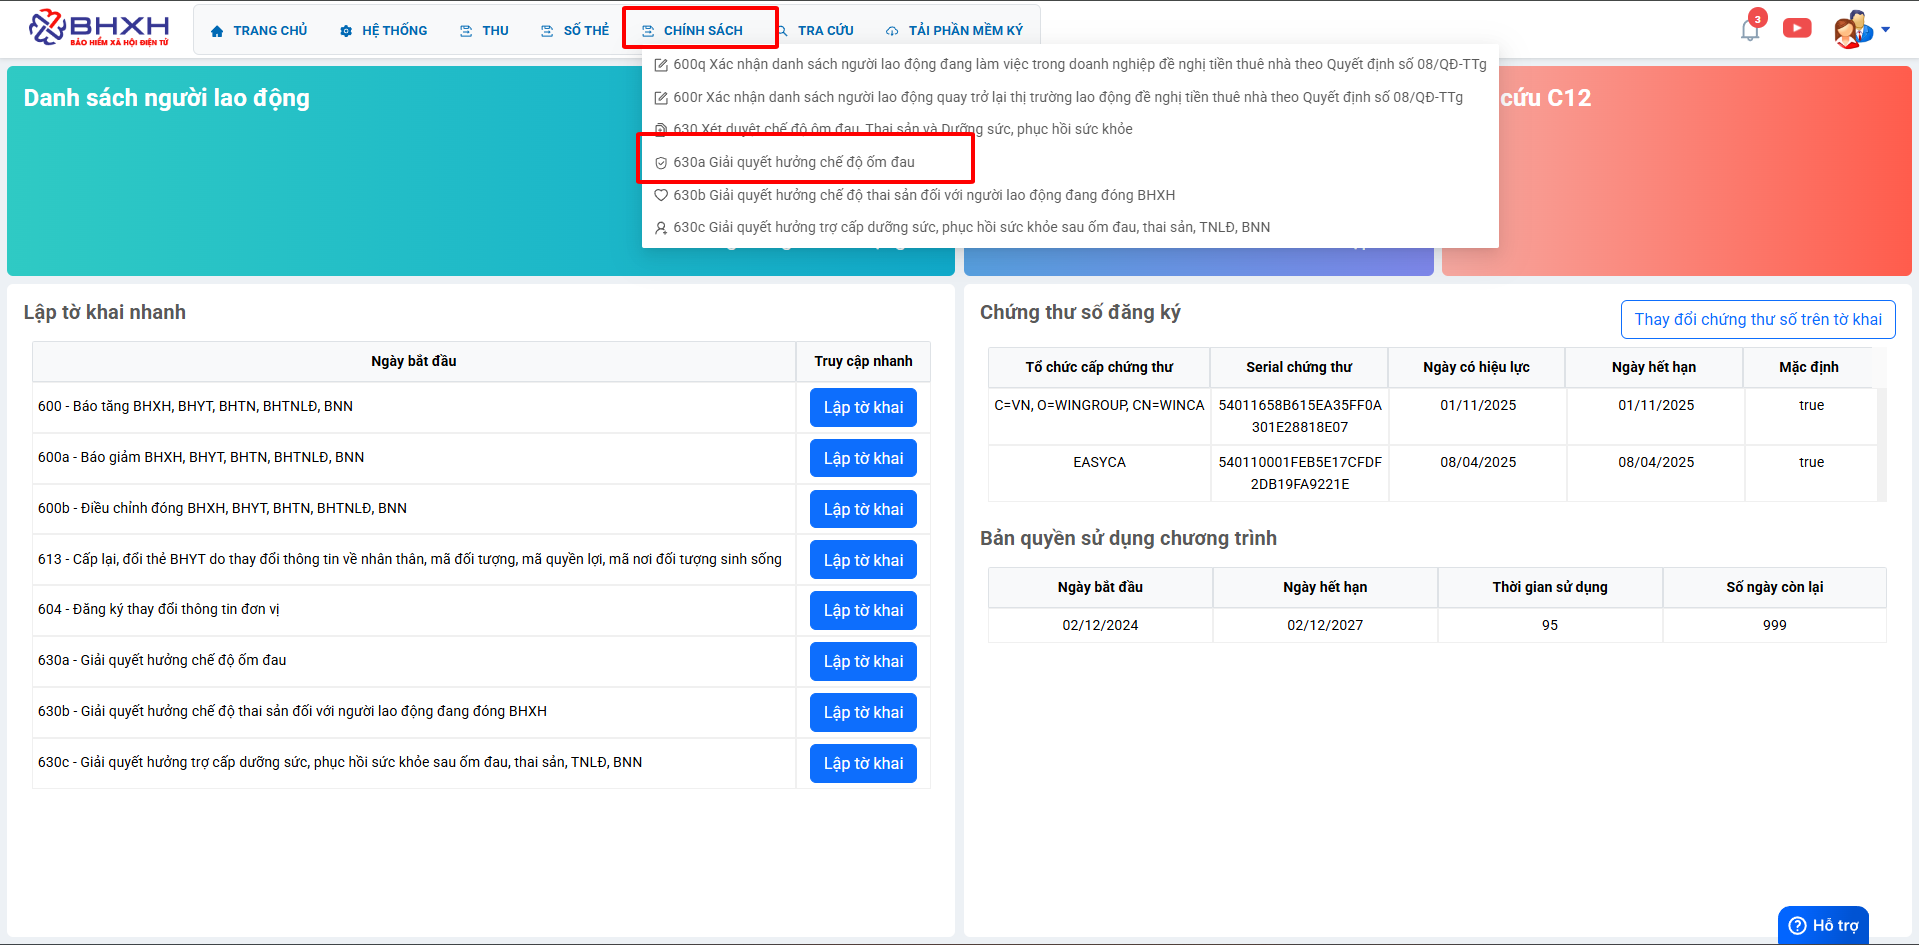 BHXH
BẢO HIỂM XÃ HỘI ĐIỆN TỬ
TRANG CHỦ
HỆ THỐNG
THU
SỔ THẺ
CHÍNH SÁCH
TRA CỨU
TẢI PHẦN MỀM KÝ
3
600q Xác nhận danh sách người lao động đang làm việc trong doanh nghiệp đề nghị tiền thuê nhà theo Quyết định số 08/QĐ-TTg
600r Xác nhận danh sách người lao động quay trở lại thị trường lao động đề nghị tiền thuê nhà theo Quyết định số 08/QĐ-TTg
630 Xét duyệt chế độ ốm đau, Thai sản và Dưỡng sức, phục hồi sức khỏe
630a Giải quyết hưởng chế độ ốm đau
630b Giải quyết hưởng chế độ thai sản đối với người lao động đang đóng BHXH
630c Giải quyết hưởng trợ cấp dưỡng sức, phục hồi sức khỏe sau ốm đau, thai sản, TNLĐ, BNN
Danh sách người lao động
cứu C12
Lập tờ khai nhanh
Ngày bắt đầu
Truy cập nhanh
600 - Báo tăng BHXH, BHYT, BHTN, BHTNLĐ, BNN
Lập tờ khai
600a - Báo giảm BHXH, BHYT, BHTN, BHTNLĐ, BNN
Lập tờ khai
600b - Điều chỉnh đóng BHXH, BHYT, BHTN, BHTNLĐ, BNN
Lập tờ khai
613 - Cấp lại, đổi thẻ BHYT do thay đổi thông tin về nhân thân, mã đối tượng, mã quyền lợi, mã nơi đối tượng sinh sống
Lập tờ khai
604 - Đăng ký thay đổi thông tin đơn vị
Lập tờ khai
630a - Giải quyết hưởng chế độ ốm đau
Lập tờ khai
630b - Giải quyết hưởng chế độ thai sản đối với người lao động đang đóng BHXH
Lập tờ khai
630c - Giải quyết hưởng trợ cấp dưỡng sức, phục hồi sức khỏe sau ốm đau, thai sản, TNLĐ, BNN
Lập tờ khai
Chứng thư số đăng ký
Thay đổi chứng thư số trên tờ khai
Tổ chức cấp chứng thư
Serial chứng thư
Ngày có hiệu lực
Ngày hết hạn
Mặc định
C=VN, O=WINGROUP, CN=WINCA
54011658B615EA35FF0A
301E28818E07
01/11/2025
01/11/2025
true
EASYCA
540110001FEB5E17CFDF
2DB19FA9221E
08/04/2025
08/04/2025
true
Bản quyền sử dụng chương trình
Ngày bắt đầu
Ngày hết hạn
Thời gian sử dụng
Số ngày còn lại
02/12/2024
02/12/2027
95
999
Hỗ trợ